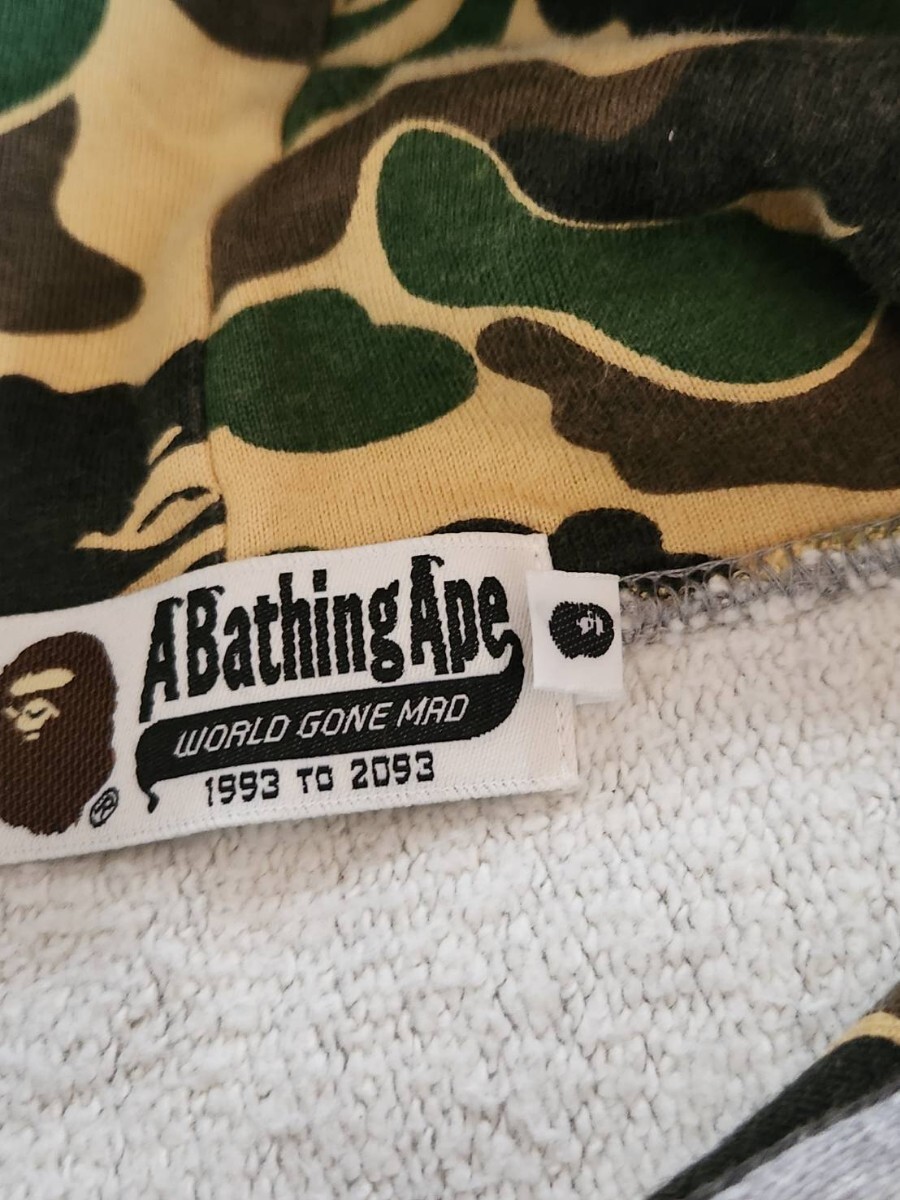 A Bathing Ape
WORLD GONE MAD
1993 TO 2093
®